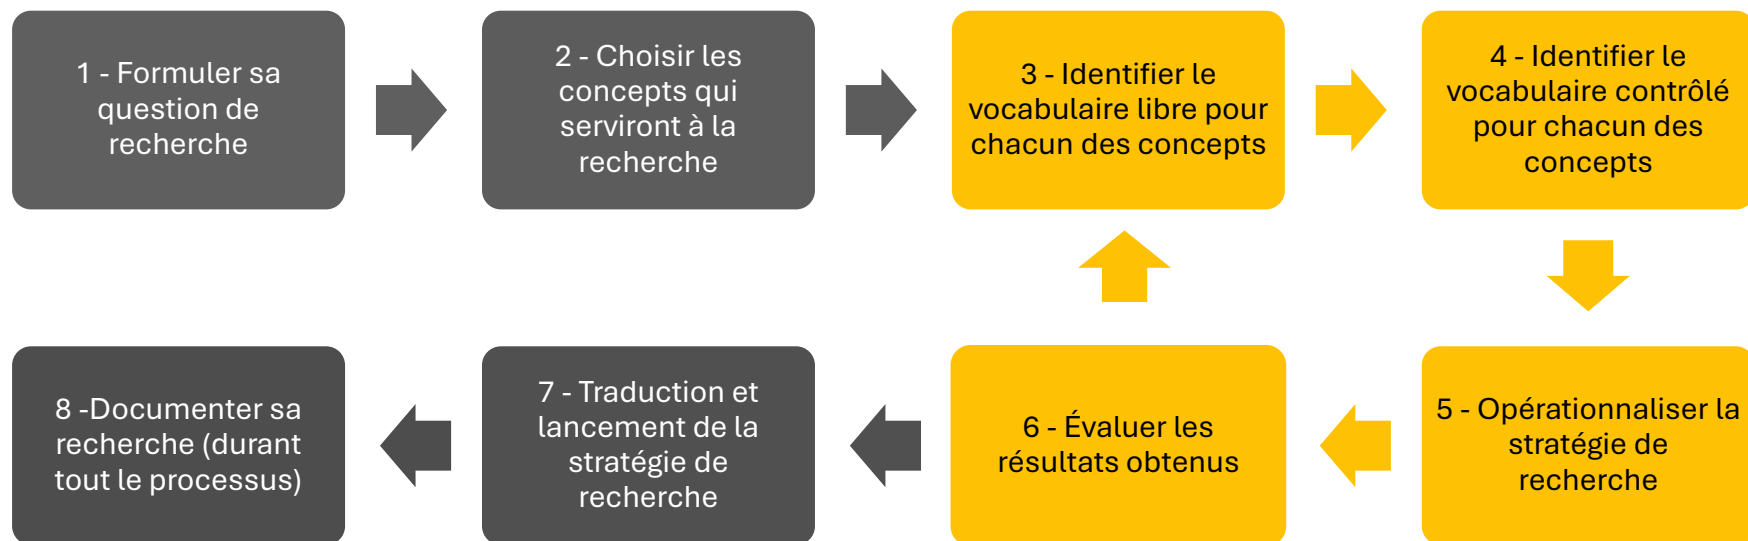 1 - Formuler sa
question de
recherche
2 - Choisir les
concepts qui
serviront à la
recherche
3 - Identifier le
vocabulaire libre pour
chacun des concepts
4 - Identifier le
vocabulaire contrôlé
pour chacun des
concepts
5 - Opérationnaliser la
stratégie de
recherche
6 - Évaluer les
résultats obtenus
7 - Traduction et
lancement de la
stratégie de
recherche
8 -Documenter sa
recherche (durant
tout le processus)